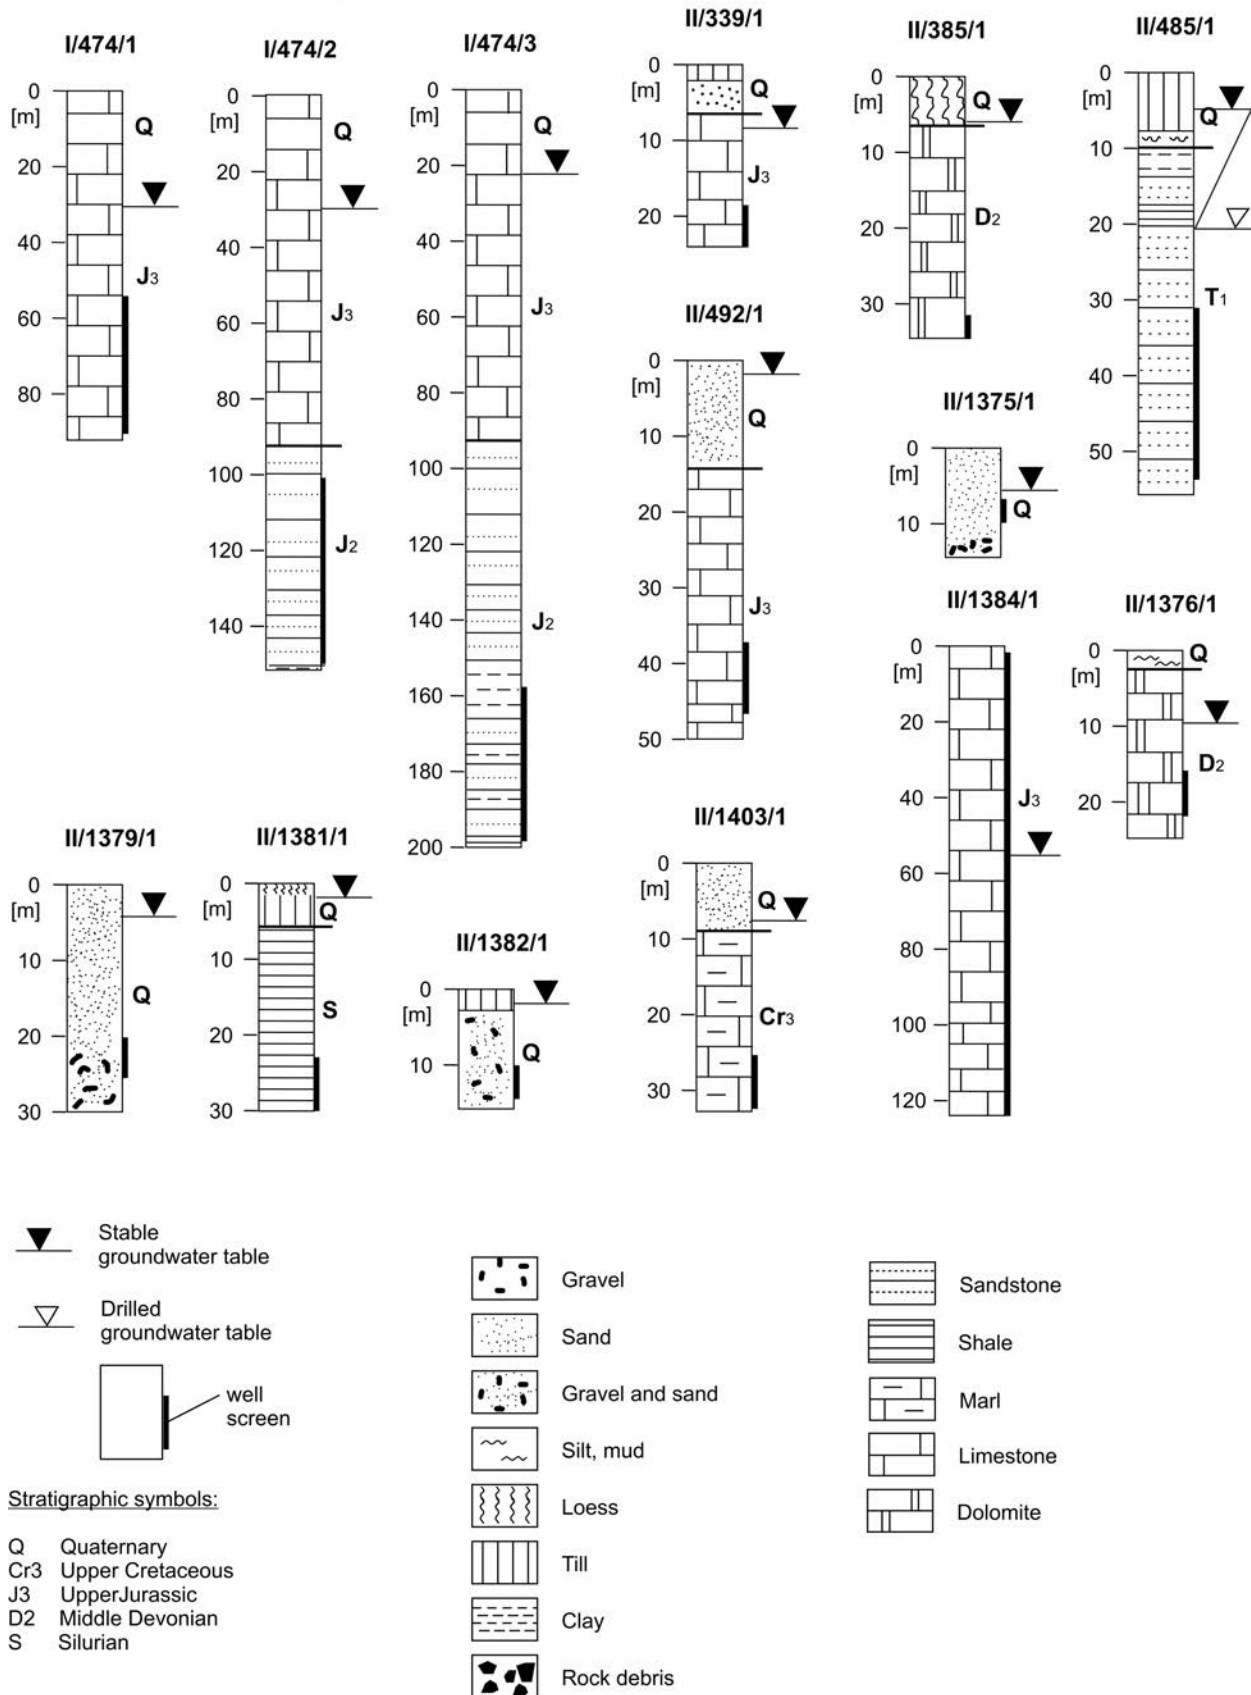 I/474/1
0
[m]
20
40
60
80
Q
J3
I/474/2
0
[m]
20
40
60
80
100
120
140
Q
J3
J2
I/474/3
0
[m]
20
40
60
80
100
120
140
160
180
200
Q
J3
J2
II/339/1
0
[m]
10
20
Q
J3
II/385/1
0
[m]
10
20
30
Q
D2
II/485/1
0
[m]
10
20
30
40
50
Q
T1
II/492/1
0
[m]
10
20
30
40
50
Q
J3
II/1375/1
0
[m]
10
Q
II/1384/1
0
[m]
20
40
60
80
100
120
J3
II/1376/1
0
[m]
10
20
Q
D2
II/1379/1
0
[m]
10
20
30
Q
II/1381/1
0
[m]
10
20
30
Q
S
II/1382/1
0
[m]
10
Q
II/1403/1
0
[m]
10
20
30
Q
Cr3
Stable
groundwater table
Drilled
groundwater table
well
screen
Stratigraphic symbols:
Q Quaternary
Cr3 Upper Cretaceous
J3 UpperJurassic
D2 Middle Devonian
S Silurian
Gravel
Sand
Gravel and sand
Silt, mud
Loess
Till
Clay
Rock debris
Sandstone
Shale
Marl
Limestone
Dolomite